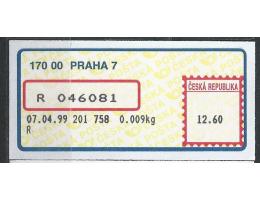 170 00 PRAHA 7
R 046081
ČESKÁ REPUBLIKA
07.04.99 201 758 0.009kg
12.60
R